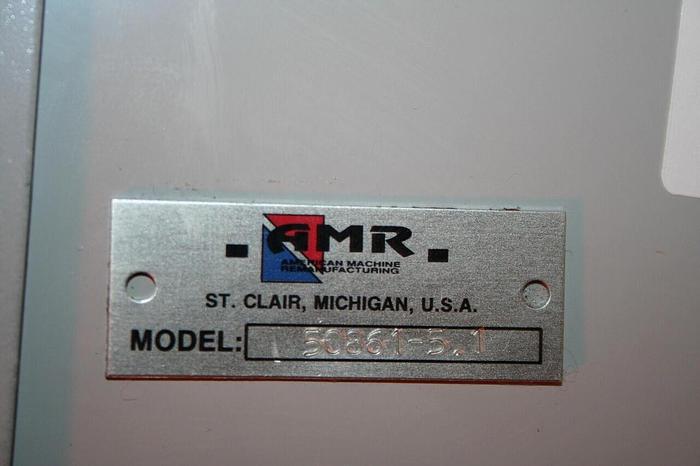 AMR
AMERICAN MACHINE
REMANUFACTURING
ST. CLAIR, MICHIGAN, U.S.A.
MODEL: 50861-5.1